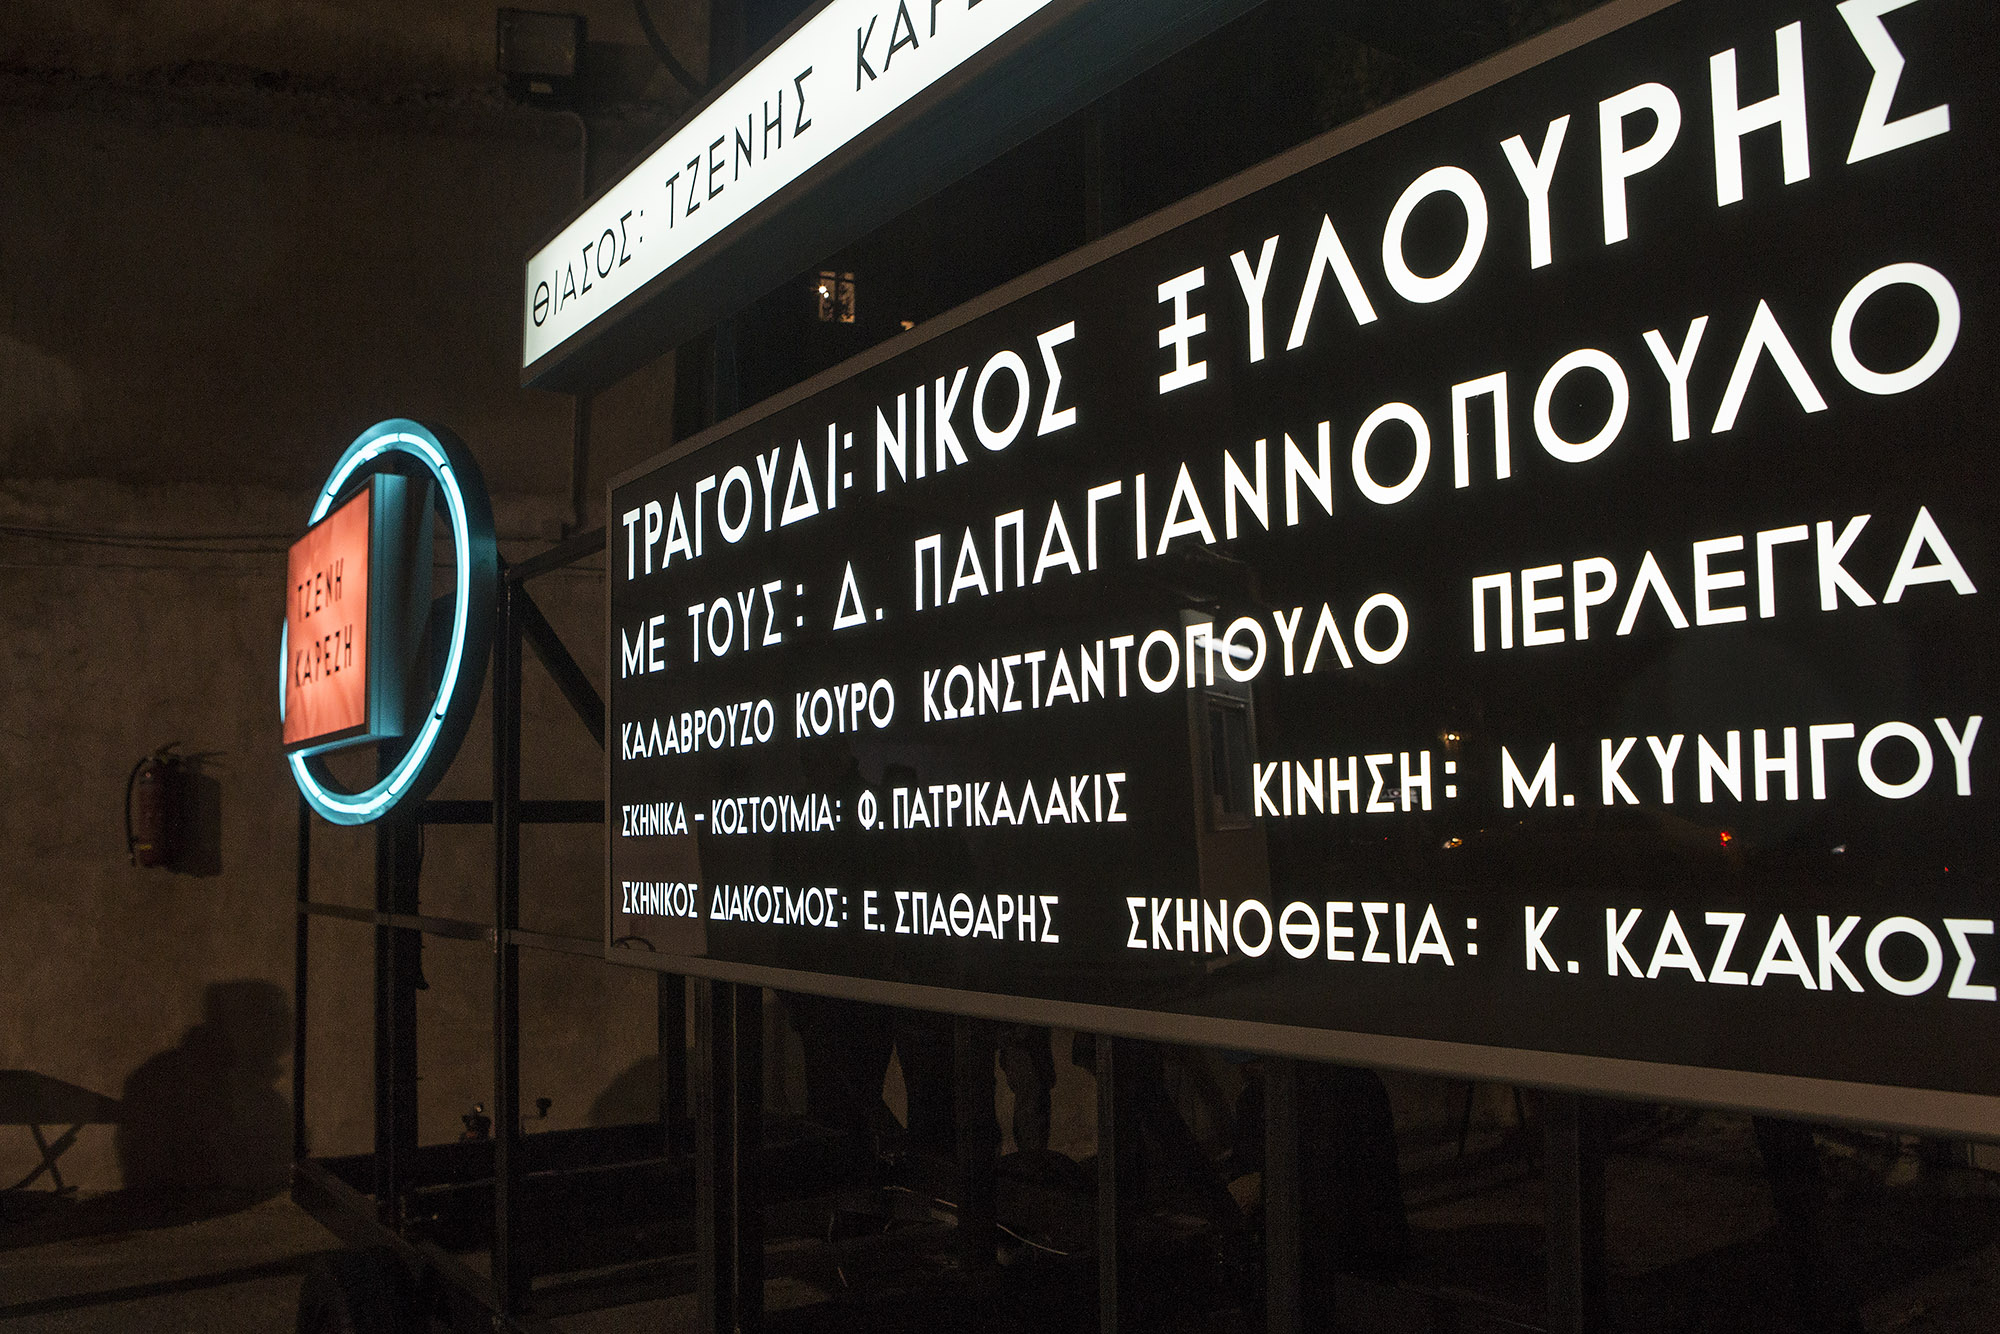 ΘΙΑΣΟΣ: ΤΖΕΝΗΣ
ΤΖΕΝΗ
ΚΑΡΕΖΗ
ΤΡΑΓΟΥΔΙ: ΝΙΚΟΣ ΞΥΛΟΥΡΗΣ
ΜΕ ΤΟΥΣ: Δ. ΠΑΠΑΓΙΑΝΝΟΠΟΥΛΟ
ΚΑΛΑΒΡΟΥΖΟ ΚΟΥΡΟ ΚΩΝΣΤΑΝΤΟΠΟΥΛΟ ΠΕΡΛΕΓΚΑ
ΣΚΗΝΙΚΑ - ΚΟΣΤΟΥΜΙΑ: Φ. ΠΑΤΡΙΚΑΛΑΚΙΣ ΚΙΝΗΣΗ: Μ. ΚΥΝΗΓΟΥ
ΣΚΗΝΙΚΟΣ ΔΙΑΚΟΣΜΟΣ: Ε. ΣΠΑΘΑΡΗΣ ΣΚΗΝΟΘΕΣΙΑ: Κ. ΚΑΖΑΚΟΣ